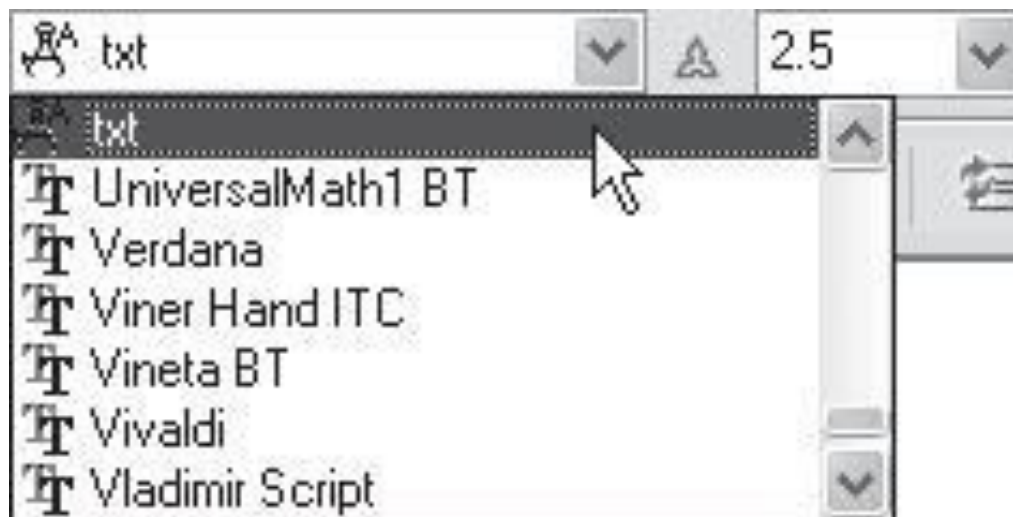 txt 2.5
txt
UniversalMath1 BT
Verdana
Viner Hand ITC
Vineta BT
Vivaldi
Vladimir Script